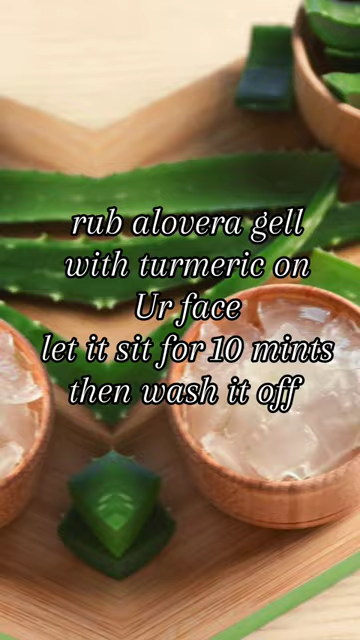 rub alovera gell
with turmeric on
Ur face
let it sit for 10 mints
then wash it off